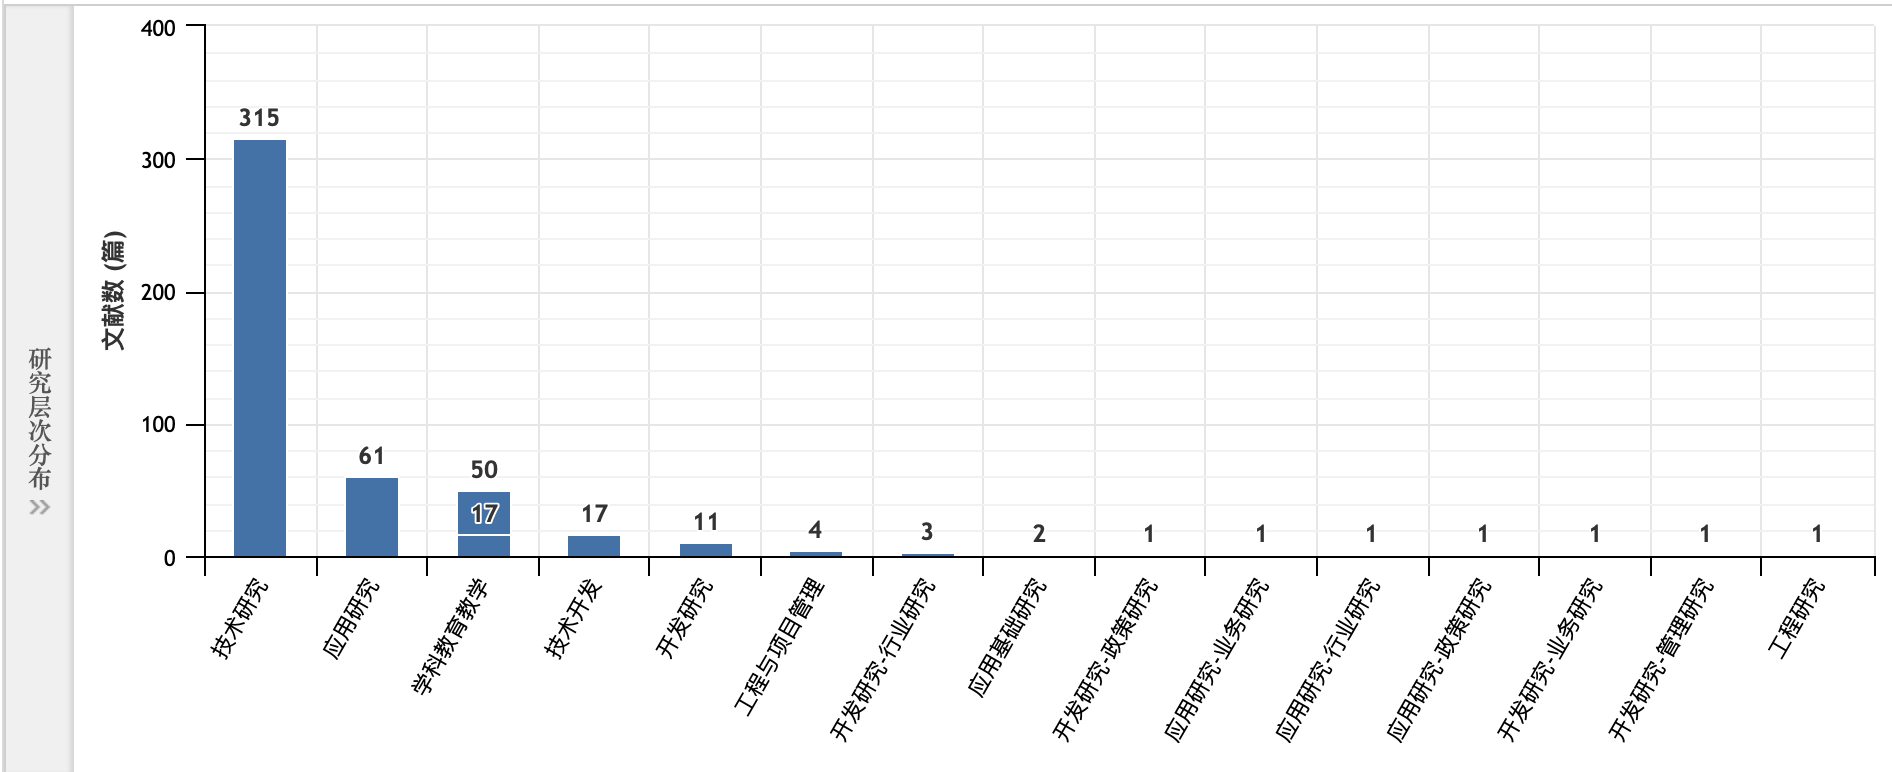 研究层次分布
文献数 (篇)
400
300
200
100
0
315
61
50
17
17
11
4
3
2
1
1
1
1
1
1
1
技术研究
应用研究
学科教育教学
技术开发
开发研究
工程与项目管理
开发研究-行业研究
应用基础研究
开发研究-政策研究
应用研究-业务研究
应用研究-行业研究
应用研究-政策研究
开发研究-业务研究
开发研究-管理研究
工程研究